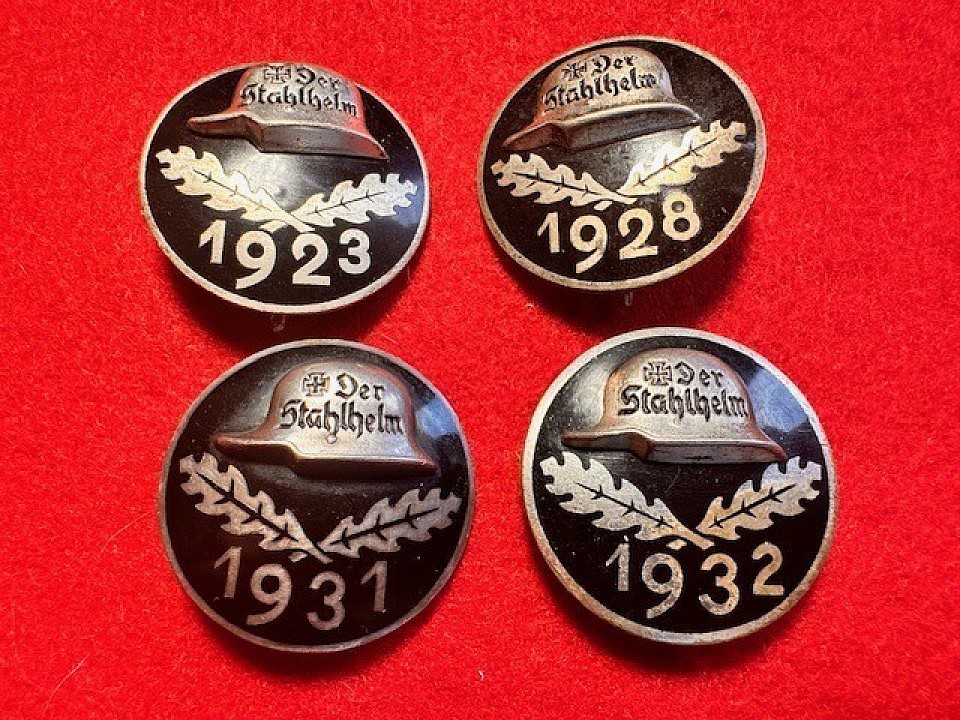 Der
Stahlhelm
1923
Der
Stahlhelm
1928
Der
Stahlhelm
1931
Der
Stahlhelm
1932